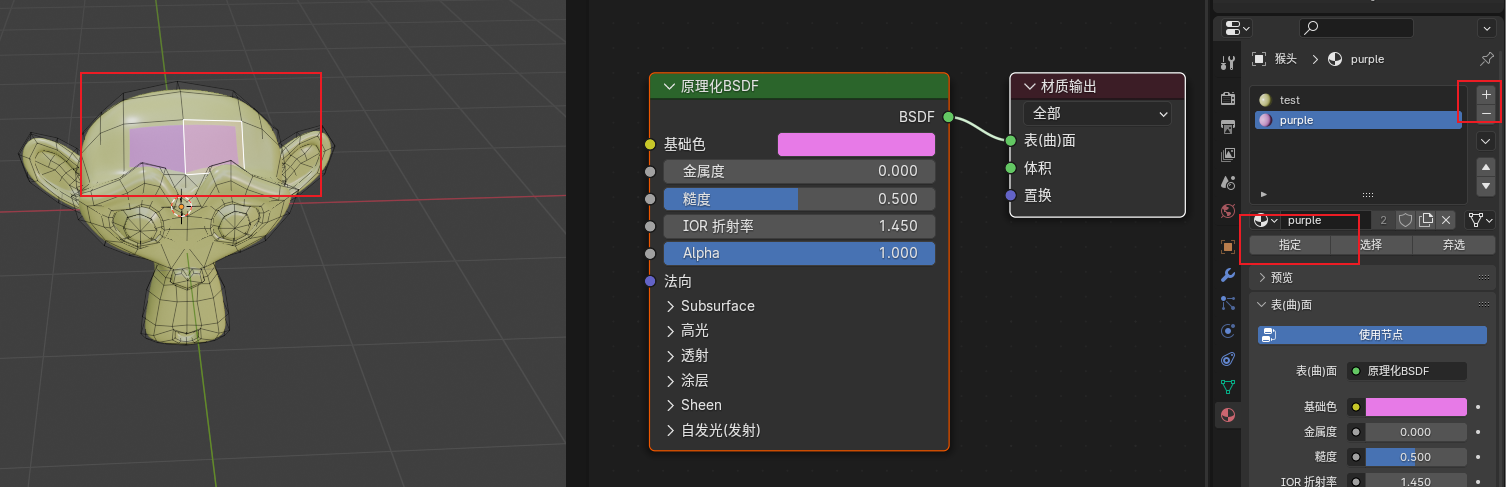 原理化BSDF
BSDF
基础色
金属度 0.000
糙度 0.500
IOR 折射率 1.450
Alpha 1.000
法向
Subsurface
高光
透射
涂层
Sheen
自发光(发射)
材质输出
全部
表(曲)面
体积
置换
猴头 purple
test
purple
purple 2
指定 选择 弃选
预览
表(曲)面
使用节点
表(曲)面 原理化BSDF
基础色
金属度 0.000
糙度 0.500
IOR 折射率 1.450